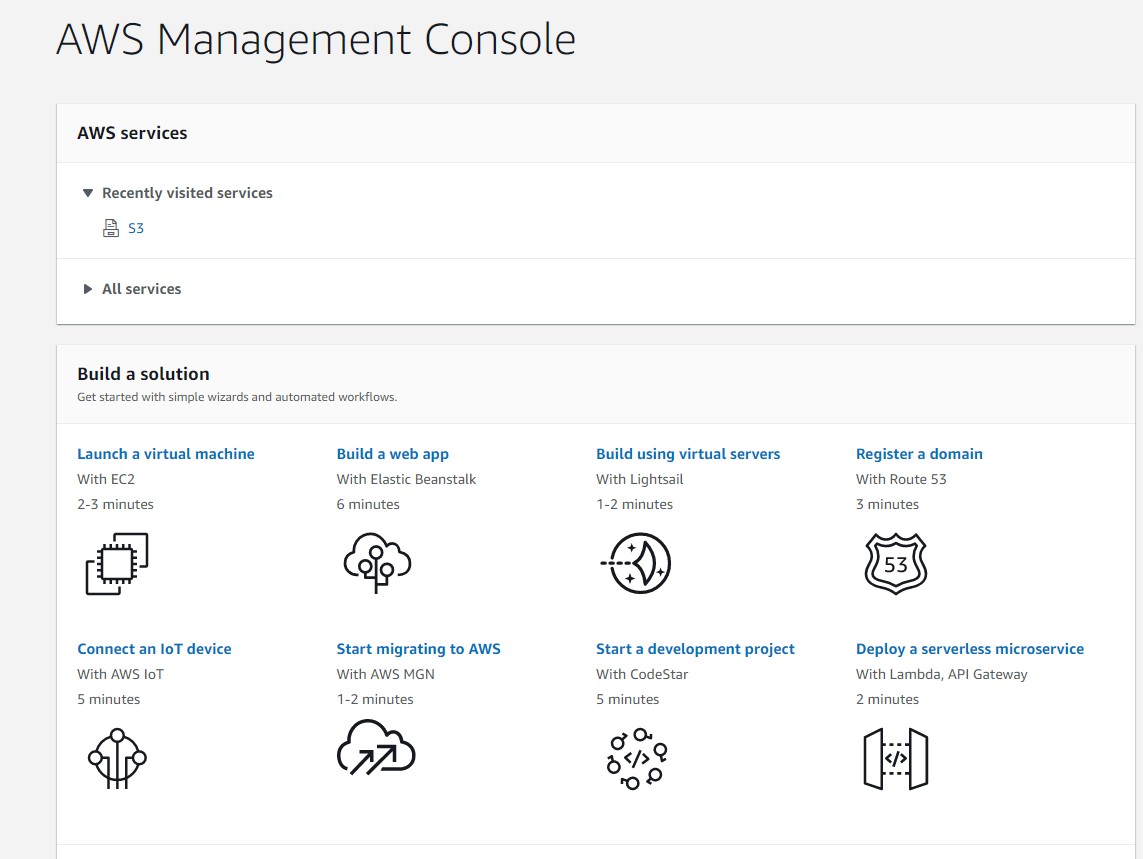 AWS Management Console
AWS services
Recently visited services
S3
All services
Build a solution
Get started with simple wizards and automated workflows.
Launch a virtual machine
With EC2
2-3 minutes
Build a web app
With Elastic Beanstalk
6 minutes
Build using virtual servers
With Lightsail
1-2 minutes
Register a domain
With Route 53
3 minutes
53
Connect an IoT device
With AWS IoT
5 minutes
Start migrating to AWS
With AWS MGN
1-2 minutes
Start a development project
With CodeStar
5 minutes
</>
Deploy a serverless microservice
With Lambda, API Gateway
2 minutes
</>